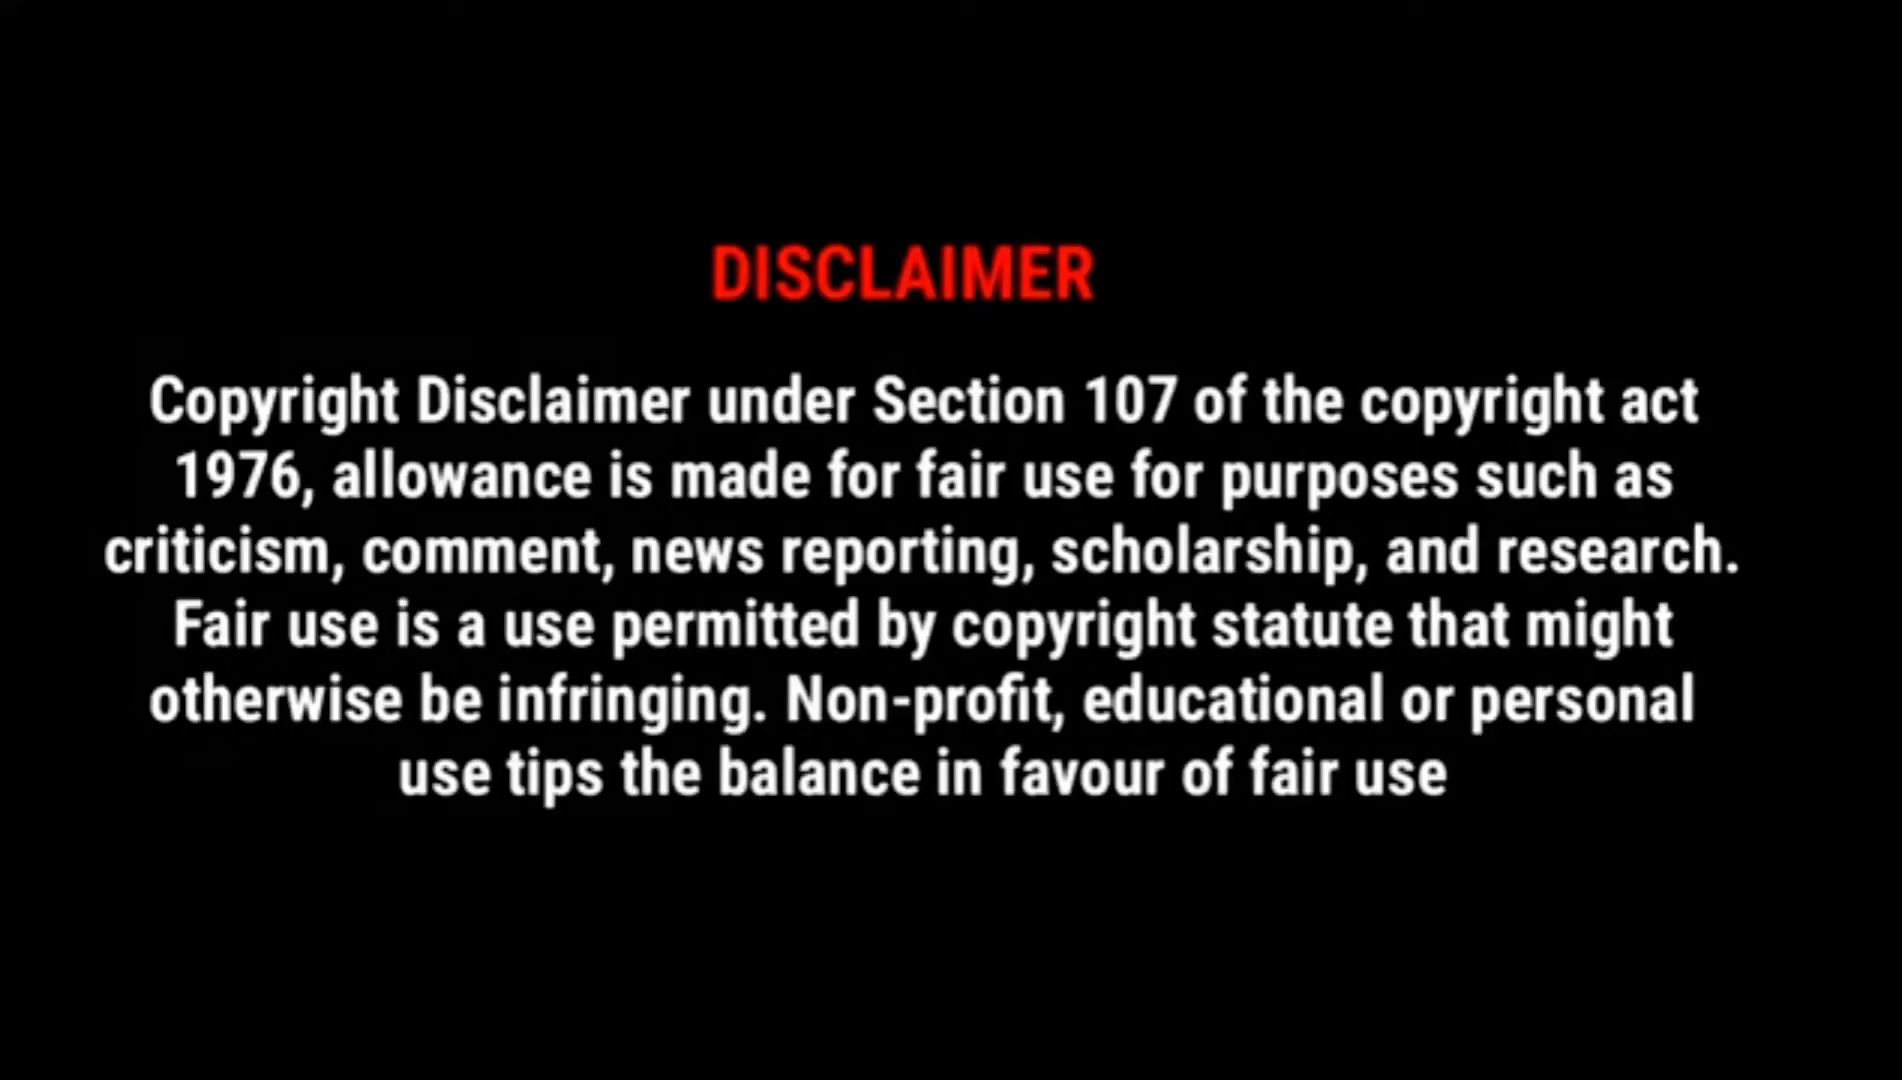 DISCLAIMER
Copyright Disclaimer under Section 107 of the copyright act
1976, allowance is made for fair use for purposes such as
criticism, comment, news reporting, scholarship, and research.
Fair use is a use permitted by copyright statute that might
otherwise be infringing. Non-profit, educational or personal
use tips the balance in favour of fair use